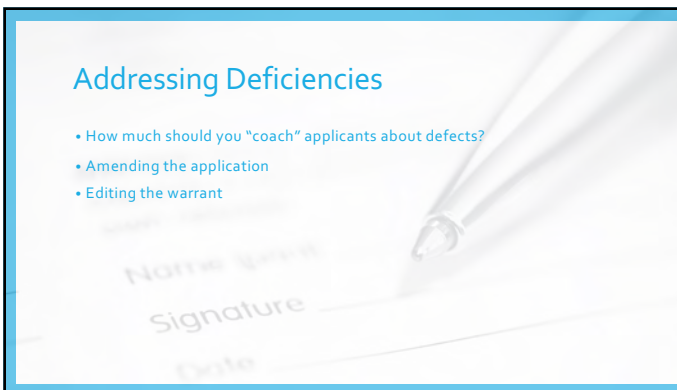 Addressing Deficiencies
• How much should you “coach” applicants about defects?
• Amending the application
• Editing the warrant
Name (print
Signature
Date